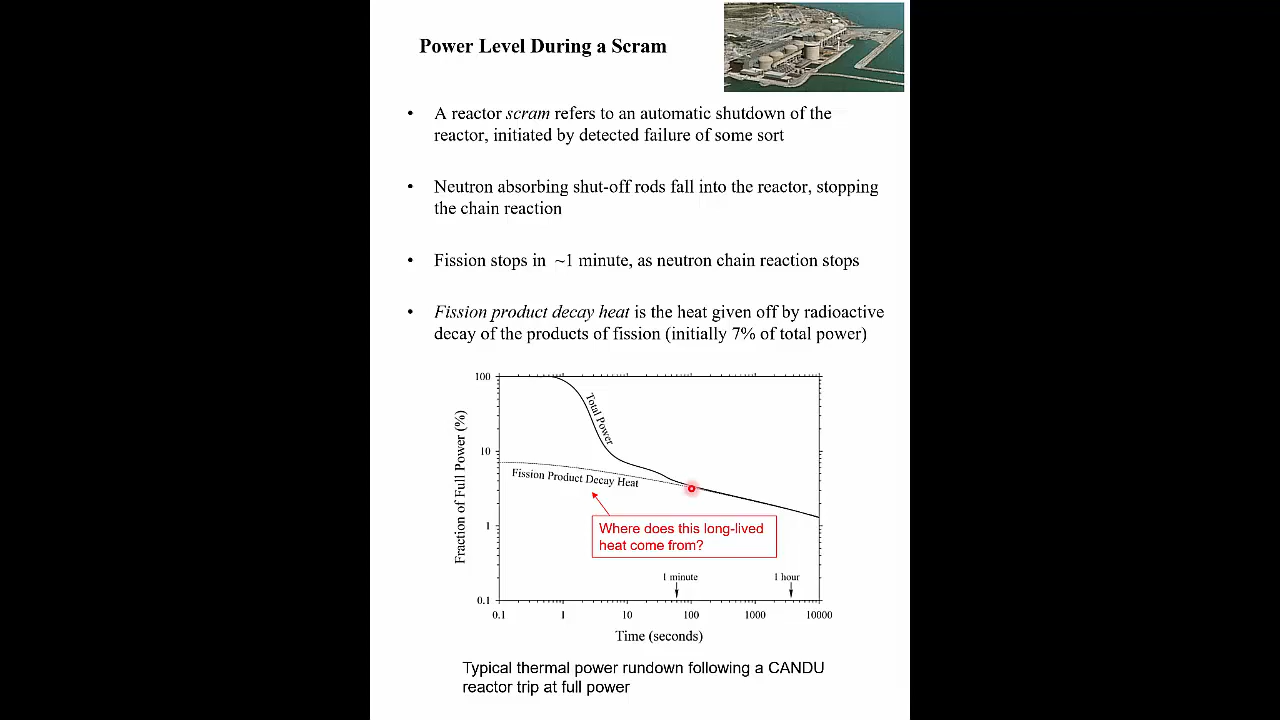 Power Level During a Scram
• A reactor scram refers to an automatic shutdown of the
reactor, initiated by detected failure of some sort
• Neutron absorbing shut-off rods fall into the reactor, stopping
the chain reaction
• Fission stops in ~1 minute, as neutron chain reaction stops
• Fission product decay heat is the heat given off by radioactive
decay of the products of fission (initially 7% of total power)
100
10
1
0.1
Fraction of Full Power (%)
Total Power
Fission Product Decay Heat
Where does this long-lived
heat come from?
1 minute
1 hour
0.1 1 10 100 1000 10000
Time (seconds)
Typical thermal power rundown following a CANDU
reactor trip at full power